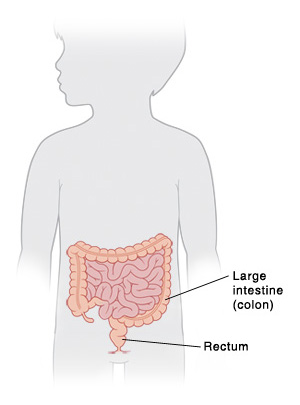 Large
intestine
(colon)
Rectum